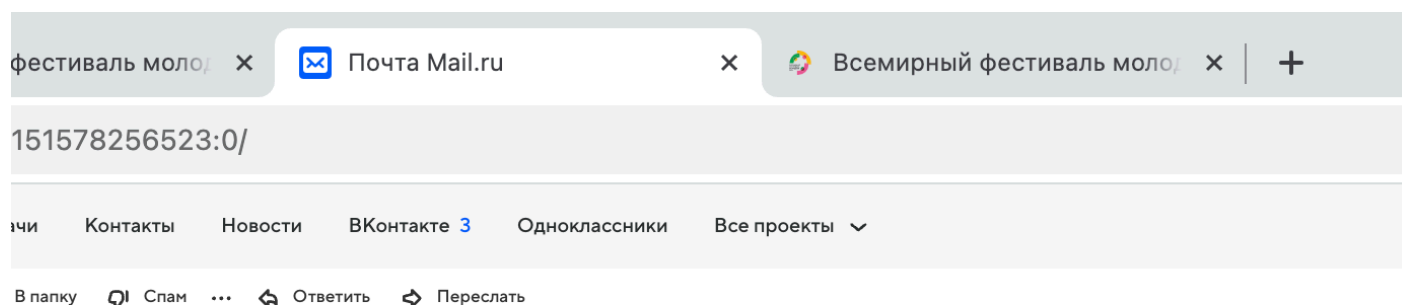 фестиваль моло
Почта Mail.ru
Всемирный фестиваль моло
151578256523:0/
ачи Контакты Новости ВКонтакте 3 Одноклассники Все проекты
В папку Спам ... Ответить Переслать